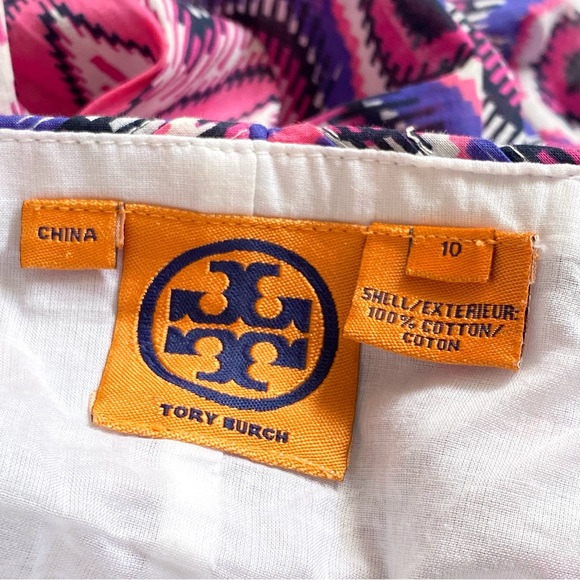 CHINA
TORY BURCH
10
SHELL/EXTERIEUR:
100% COTTON/
COTON